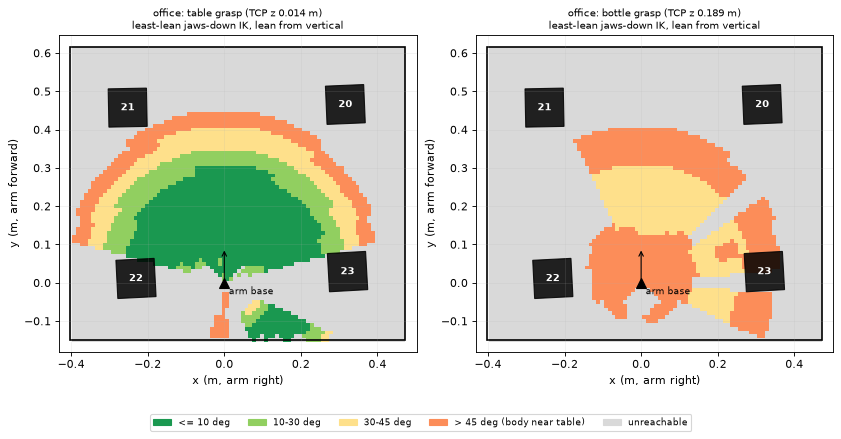 office: table grasp (TCP z 0.014 m)
least-lean jaws-down IK, lean from vertical
0.6
0.5
0.4
0.3
0.2
0.1
0.0
−0.1
y (m, arm forward)
21
20
22
23
arm base
−0.4
−0.2
0.0
0.2
0.4
x (m, arm right)
office: bottle grasp (TCP z 0.189 m)
least-lean jaws-down IK, lean from vertical
0.6
0.5
0.4
0.3
0.2
0.1
0.0
−0.1
y (m, arm forward)
21
20
22
23
arm base
−0.4
−0.2
0.0
0.2
0.4
x (m, arm right)
<= 10 deg
10-30 deg
30-45 deg
> 45 deg (body near table)
unreachable